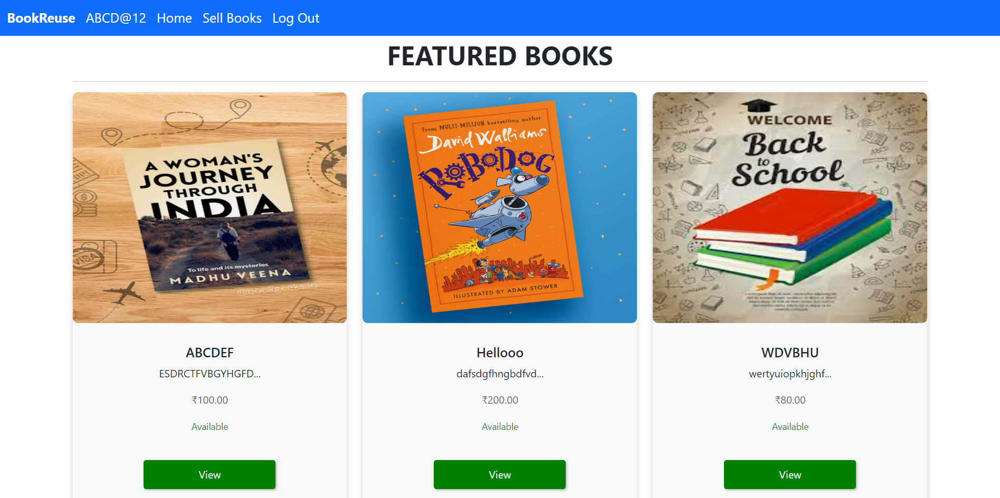 BookReuse ABCD@12 Home Sell Books Log Out
FEATURED BOOKS
A WOMAN'S
JOURNEY
THROUGH
INDIA
To life and its mysteries
MADHU VEENA
@bookgeeks.in
VISA
From MULTI-MILLION bestselling author
David Walliams
ROBODOG
ILLUSTRATED BY ADAM STOWER
WELCOME
Back
to
School
ABCDEF
ESDRCTFVBGYHGFD...
₹100.00
Available
View
Hellooo
dafsdgfhngbdfvd...
₹200.00
Available
View
WDVBHU
wertyuiopkhjghf...
₹80.00
Available
View